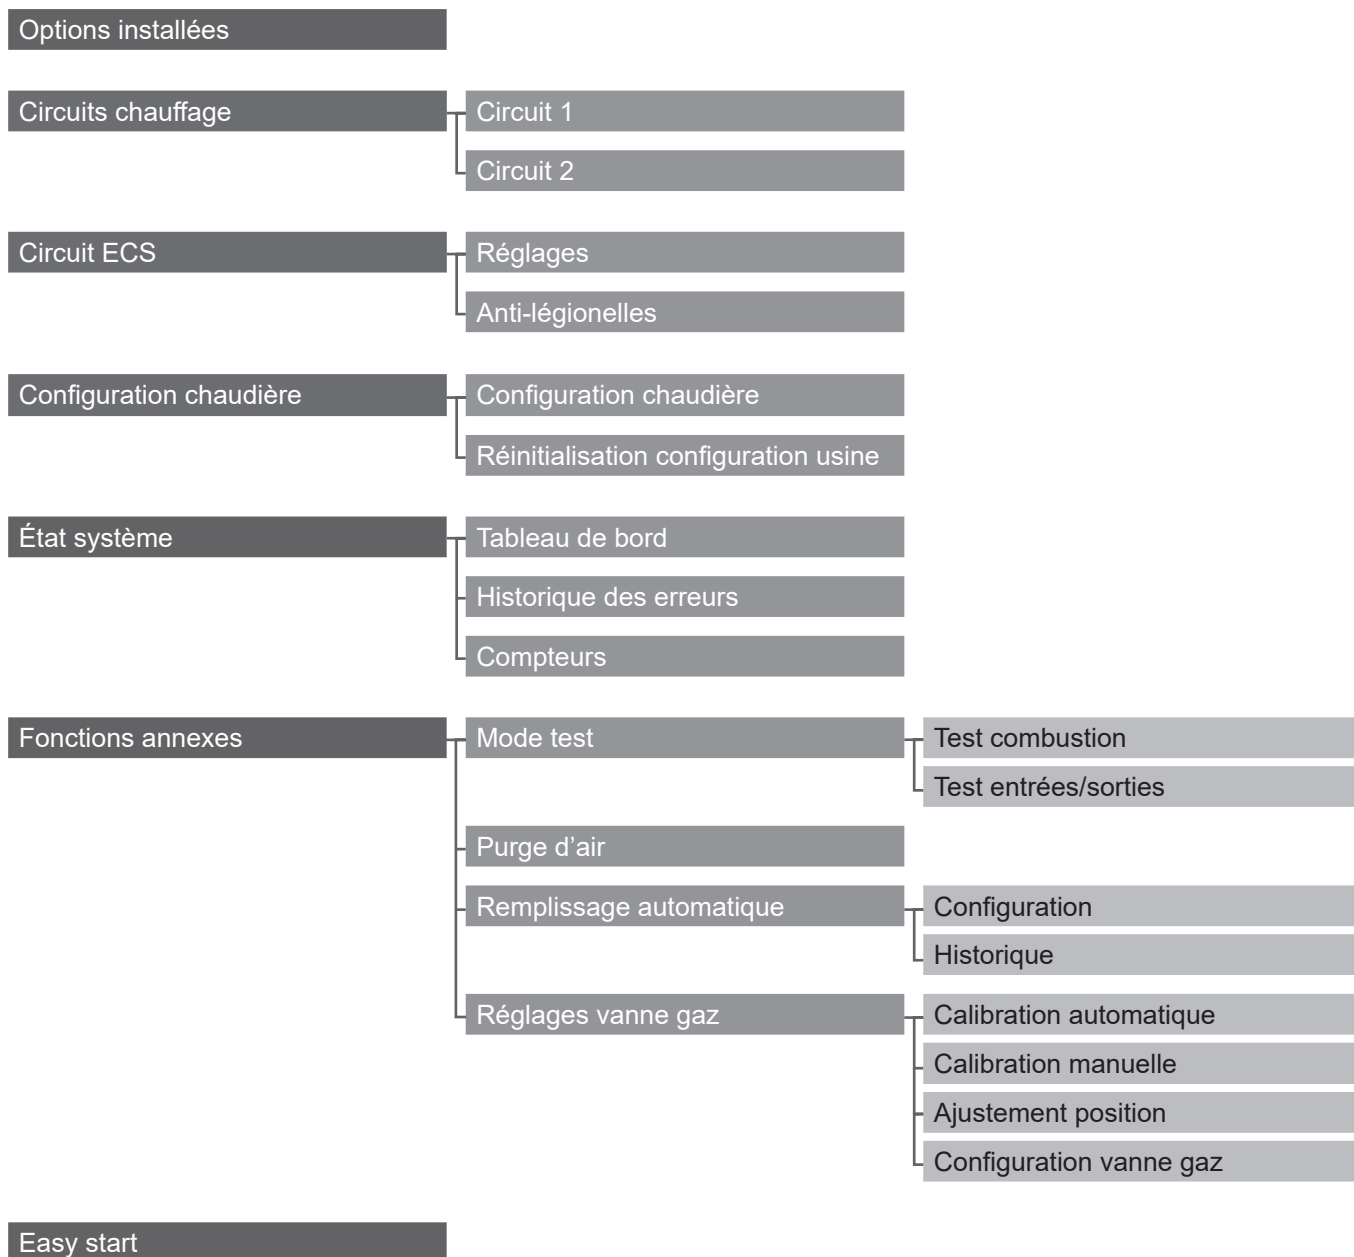 Options installées
Circuits chauffage
Circuit 1
Circuit 2
Circuit ECS
Réglages
Anti-légionelles
Configuration chaudière
Configuration chaudière
Réinitialisation configuration usine
État système
Tableau de bord
Historique des erreurs
Compteurs
Fonctions annexes
Mode test
Test combustion
Test entrées/sorties
Purge d’air
Remplissage automatique
Configuration
Historique
Réglages vanne gaz
Calibration automatique
Calibration manuelle
Ajustement position
Configuration vanne gaz
Easy start